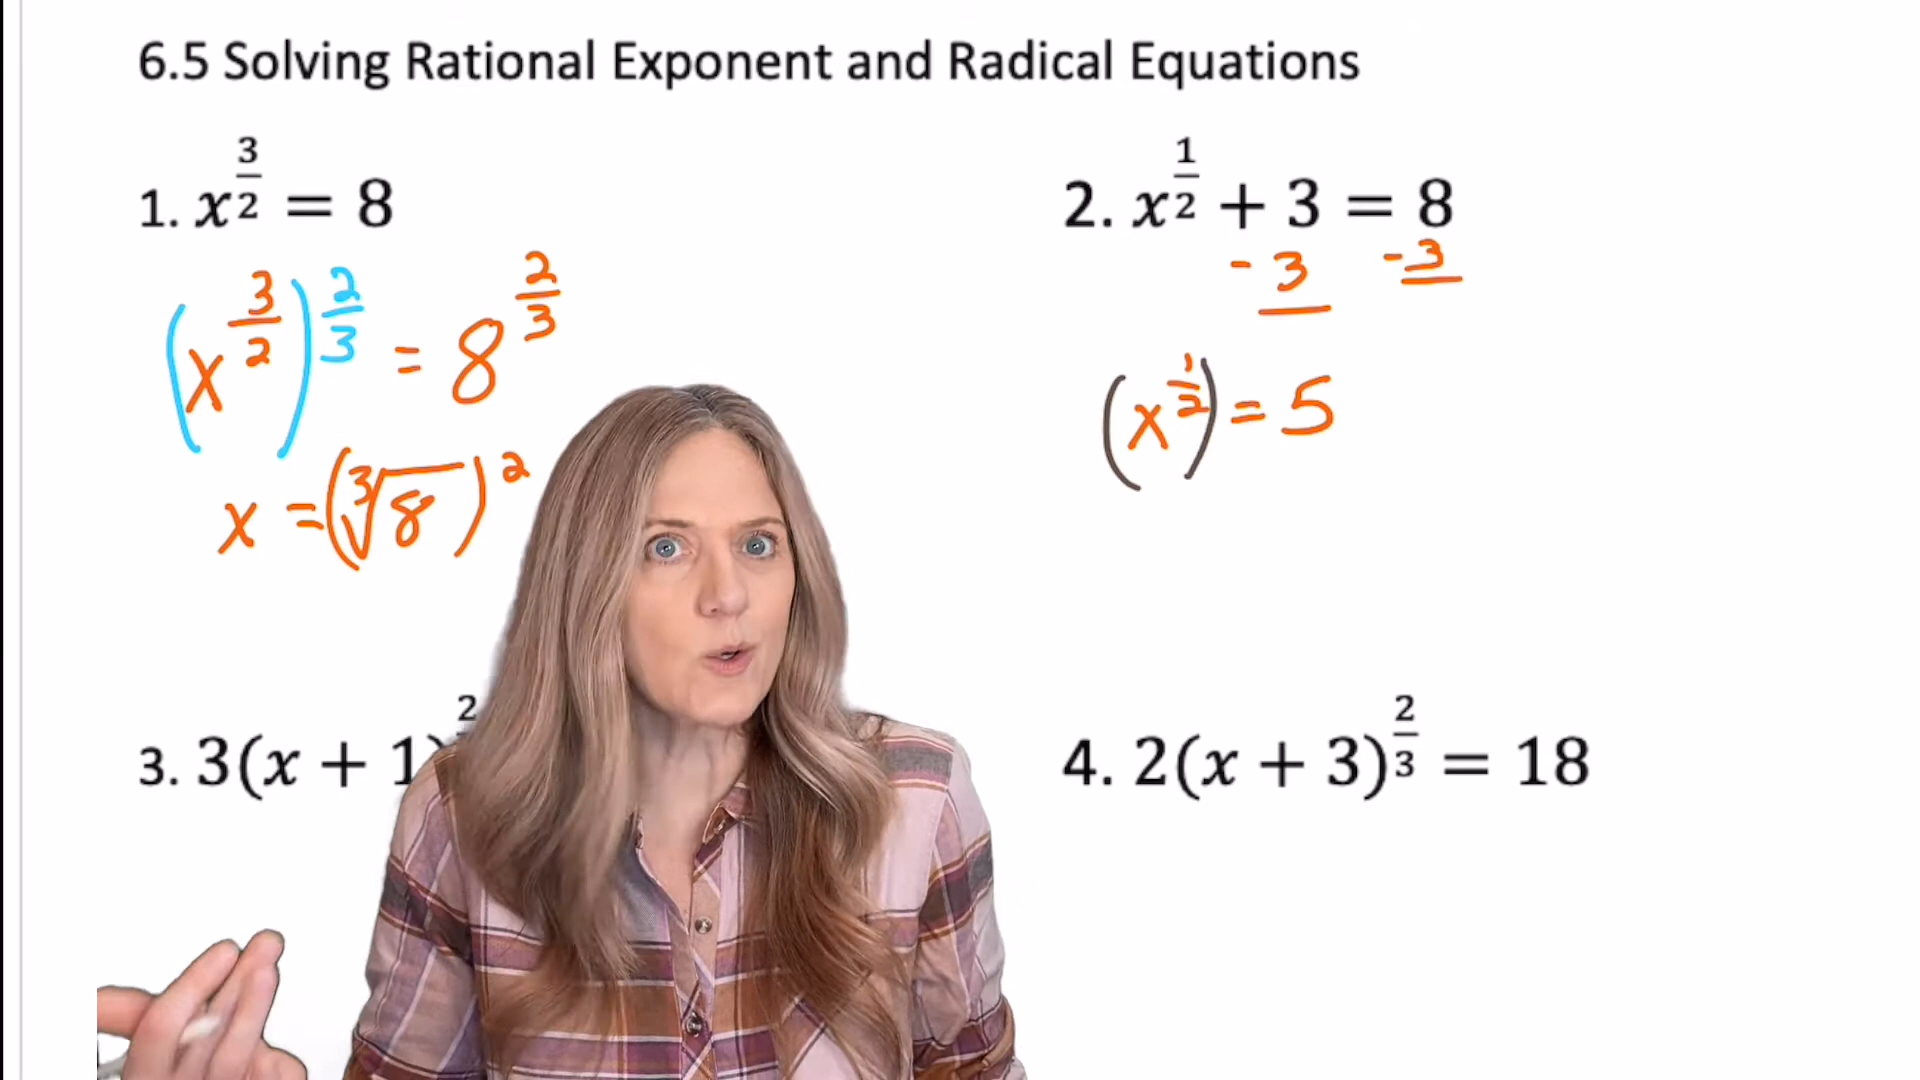 6.5 Solving Rational Exponent and Radical Equations
1. x^(3/2) = 8
(x^(3/2))^(2/3) = 8^(2/3)
x = (∛8)^2
2. x^(1/2) + 3 = 8
- 3 - 3
(x^(1/2)) = 5
3. 3(x + 1)^2
4. 2(x + 3)^(2/3) = 18